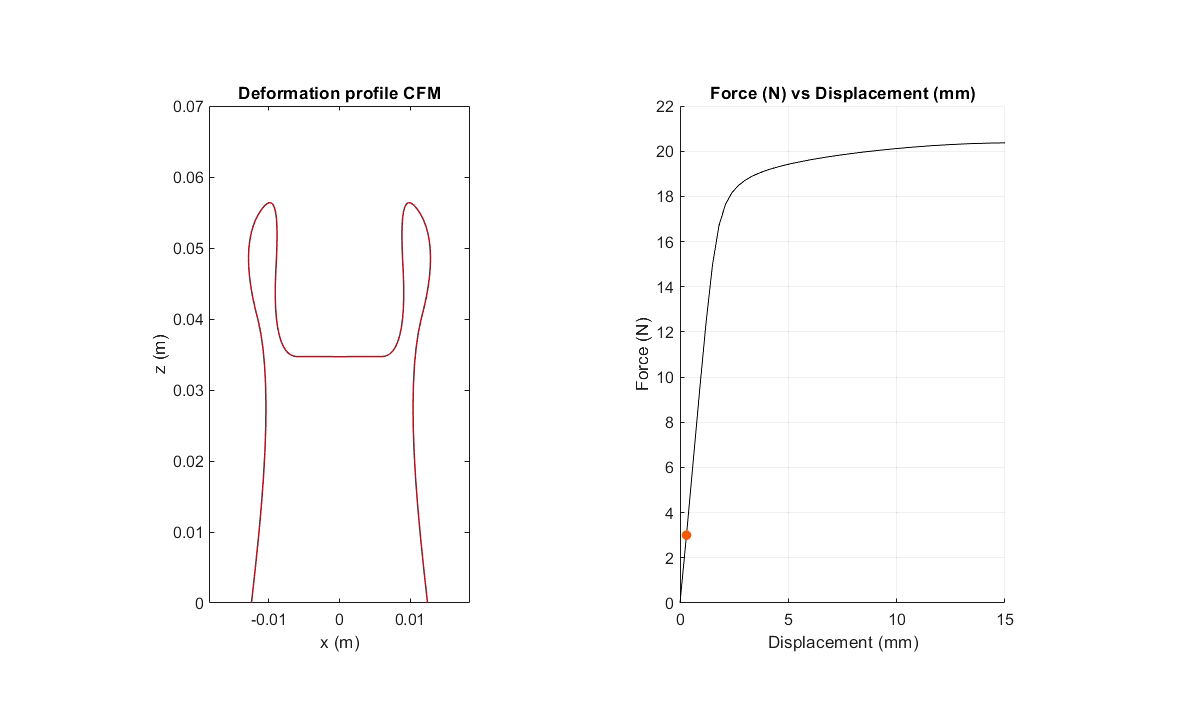 Deformation profile CFM
0.07
0.06
0.05
0.04
0.03
0.02
0.01
0
-0.01 0 0.01
x (m)
z (m)
Force (N) vs Displacement (mm)
22
20
18
16
14
12
10
8
6
4
2
0
0 5 10 15
Displacement (mm)
Force (N)